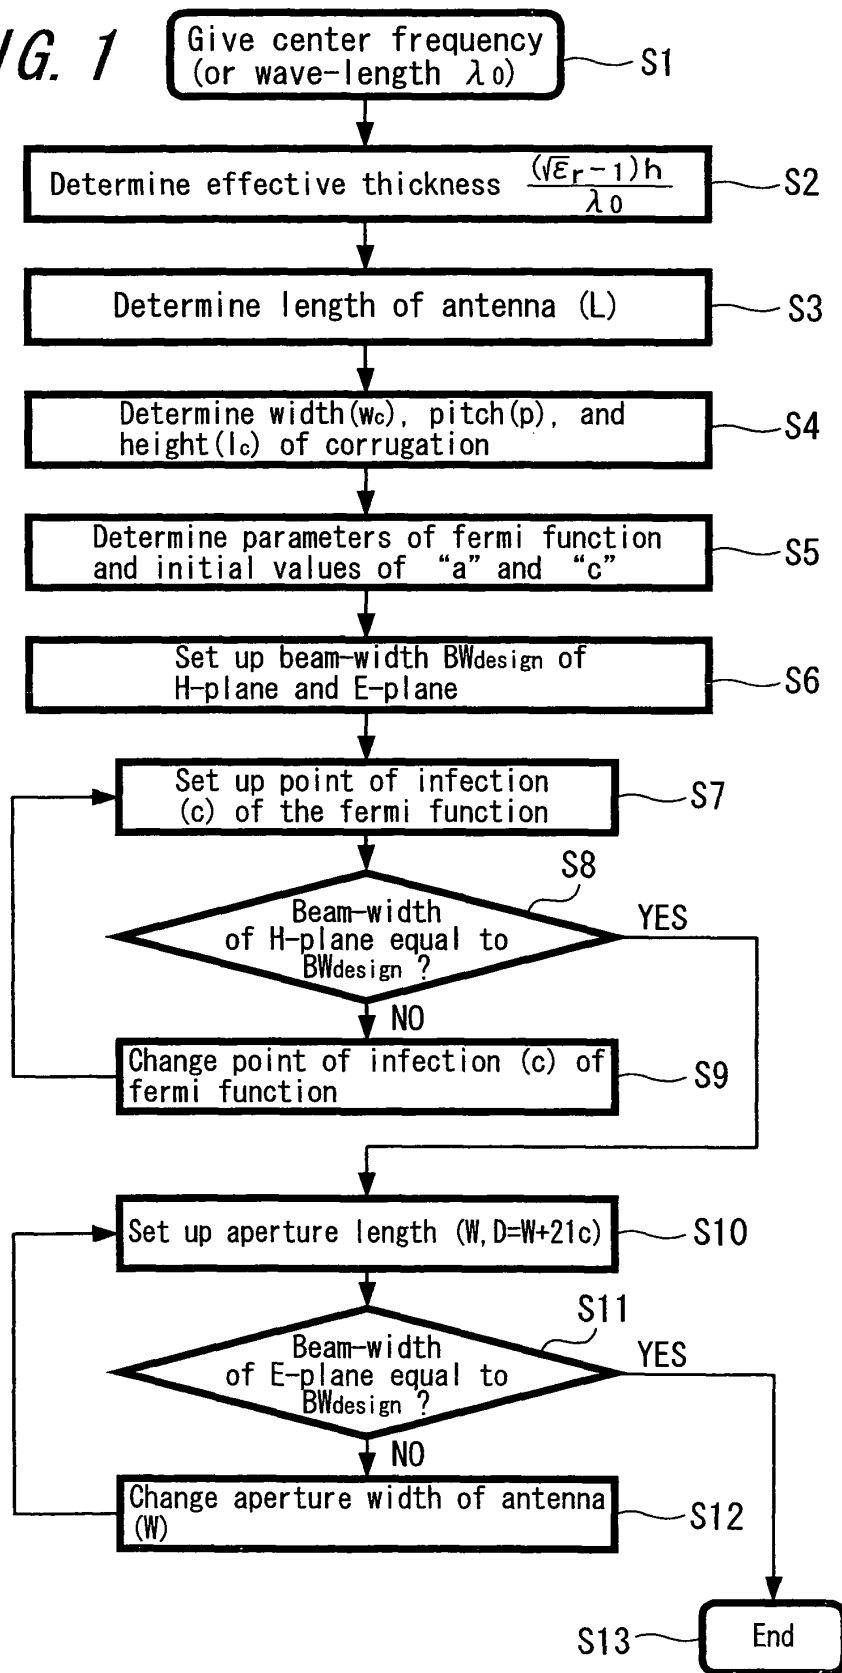 IG. 1
Give center frequency
(or wave-length λ0)
S1
Determine effective thickness (√εr-1)h/λ0
S2
Determine length of antenna (L)
S3
Determine width(wc), pitch(p), and
height(lc) of corrugation
S4
Determine parameters of fermi function
and initial values of "a" and "c"
S5
Set up beam-width BWdesign of
H-plane and E-plane
S6
Set up point of infection
(c) of the fermi function
S7
S8
Beam-width
of H-plane equal to
BWdesign ?
YES
NO
Change point of infection (c) of
fermi function
S9
Set up aperture length (W, D=W+2lc)
S10
S11
Beam-width
of E-plane equal to
BWdesign ?
YES
NO
Change aperture width of antenna
(W)
S12
S13
End